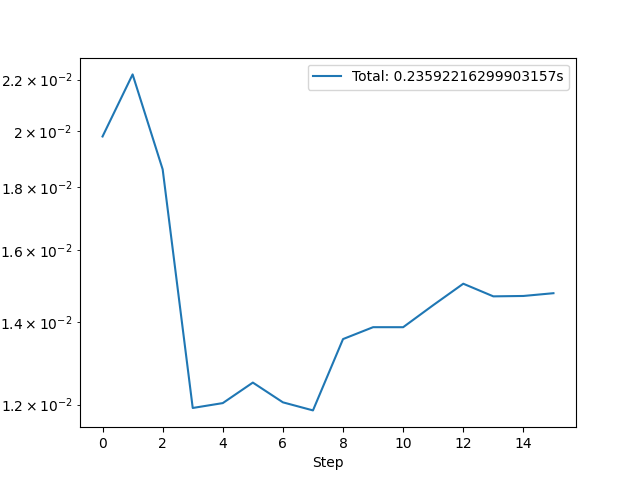 Total: 0.23592216299903157s
2.2 × 10⁻²
2 × 10⁻²
1.8 × 10⁻²
1.6 × 10⁻²
1.4 × 10⁻²
1.2 × 10⁻²
0 2 4 6 8 10 12 14
Step